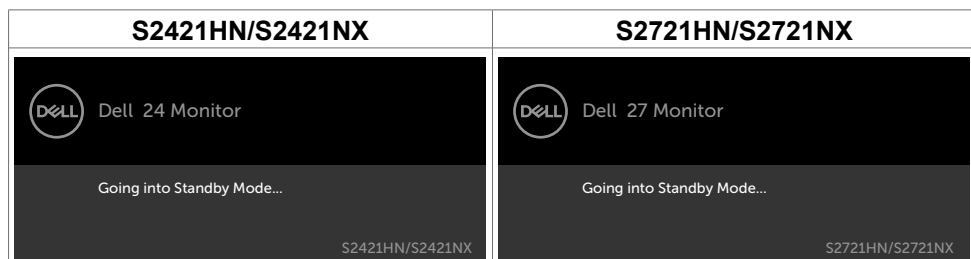 S2421HN/S2421NX S2721HN/S2721NX
DELL Dell 24 Monitor DELL Dell 27 Monitor
Going into Standby Mode... Going into Standby Mode...
S2421HN/S2421NX S2721HN/S2721NX